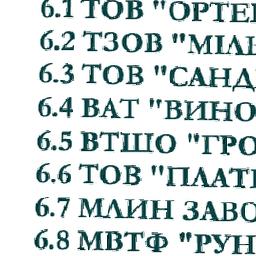 6.1 ТОВ "ОРТЕ
6.2 ТЗОВ "МІЛ
6.3 ТОВ "САНД
6.4 ВАТ "ВИНО
6.5 ВТШО "ГРО
6.6 ТОВ "ПЛАТ
6.7 МЛИН ЗАВО
6.8 МВТФ "РУН